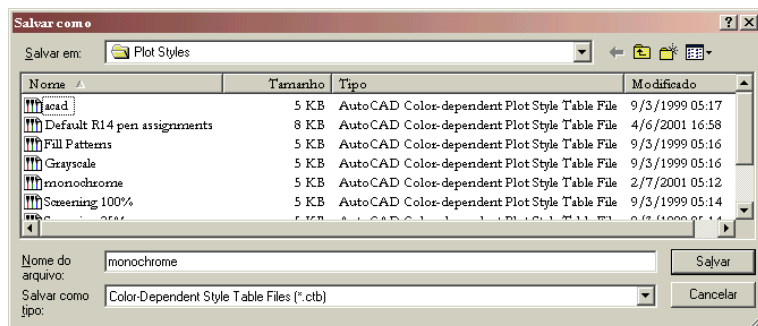 Salvar como
Salvar em: Plot Styles
Nome Tamanho Tipo Modificado
acad 5 KB AutoCAD Color-dependent Plot Style Table File 9/3/1999 05:17
Default R14 pen assignments 8 KB AutoCAD Color-dependent Plot Style Table File 4/6/2001 16:58
Fill Patterns 5 KB AutoCAD Color-dependent Plot Style Table File 9/3/1999 05:16
Grayscale 5 KB AutoCAD Color-dependent Plot Style Table File 9/3/1999 05:16
monochrome 5 KB AutoCAD Color-dependent Plot Style Table File 2/7/2001 05:12
Screening 100% 5 KB AutoCAD Color-dependent Plot Style Table File 9/3/1999 05:14
Nome do arquivo: monochrome Salvar
Salvar como tipo: Color-Dependent Style Table Files (*.ctb) Cancelar